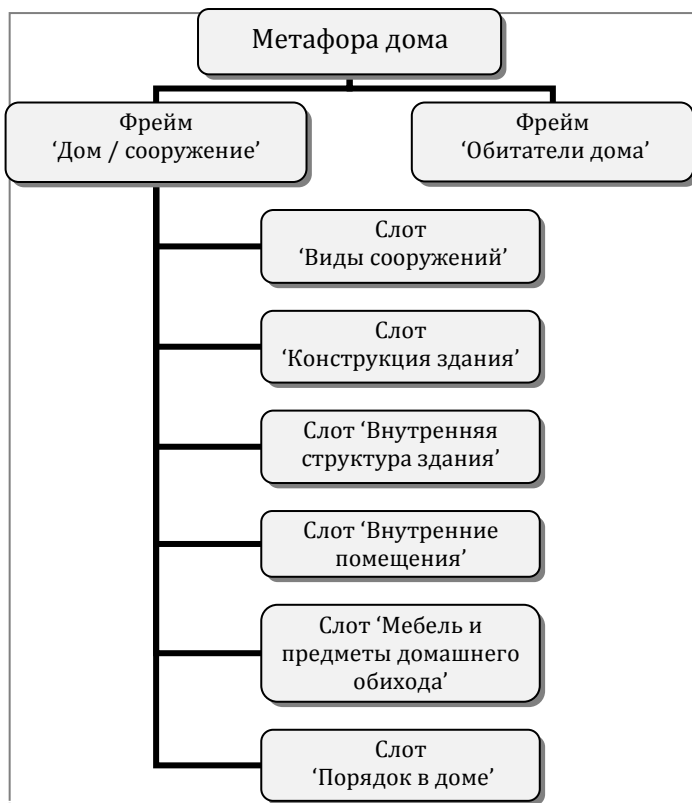 Метафора дома
Фрейм
‘Дом / сооружение’
Фрейм
‘Обитатели дома’
Слот
‘Виды сооружений’
Слот
‘Конструкция здания’
Слот ‘Внутренняя
структура здания’
Слот ‘Внутренние
помещения’
Слот ‘Мебель и
предметы домашнего
обихода’
Слот
‘Порядок в доме’